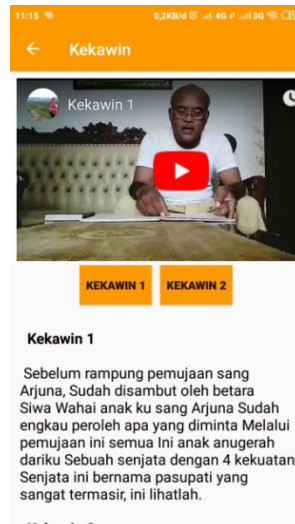 11:15
0,2KB/d
4G
3G
Kekawin
Kekawin 1
KEKAWIN 1
KEKAWIN 2
Kekawin 1
Sebelum rampung pemujaan sang
Arjuna, Sudah disambut oleh betara
Siwa Wahai anak ku sang Arjuna Sudah
engkau peroleh apa yang diminta Melalui
pemujaan ini semua Ini anak anugerah
dariku Sebuah senjata dengan 4 kekuatan
Senjata ini bernama pasupati yang
sangat termasir, ini lihatlah.